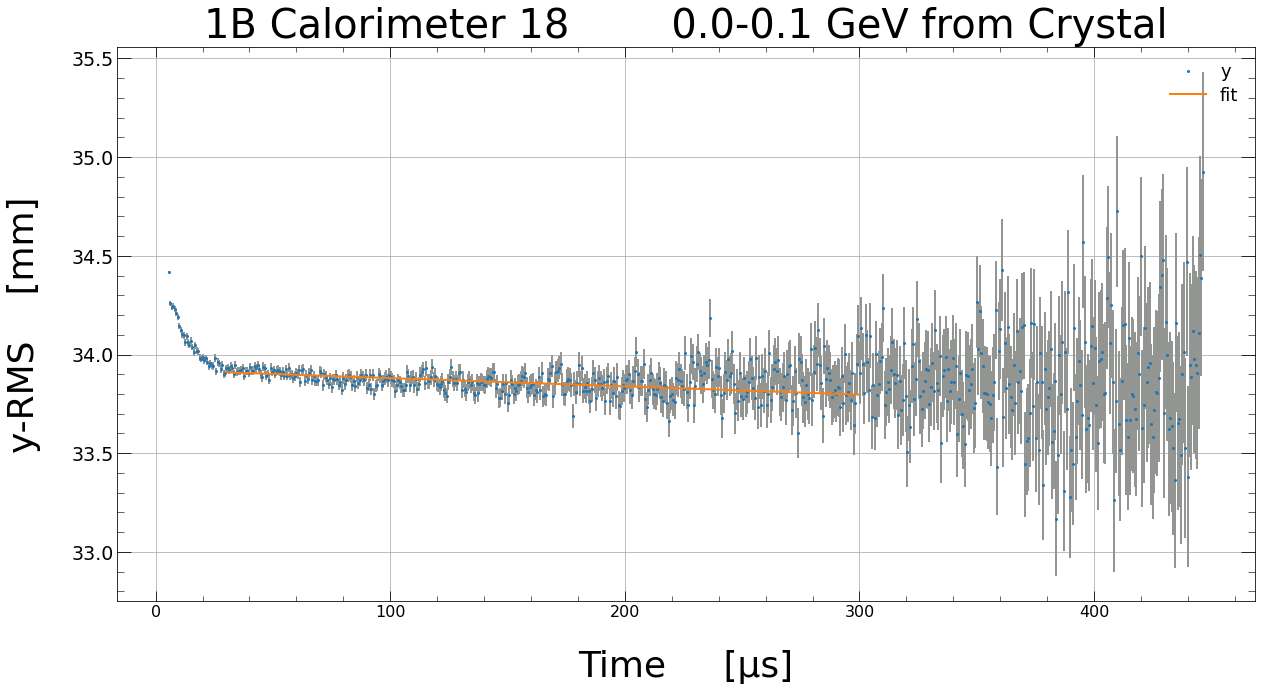 1B Calorimeter 18 0.0-0.1 GeV from Crystal
y-RMS [mm]
35.5
35.0
34.5
34.0
33.5
33.0
y
fit
0 100 200 300 400
Time [μs]